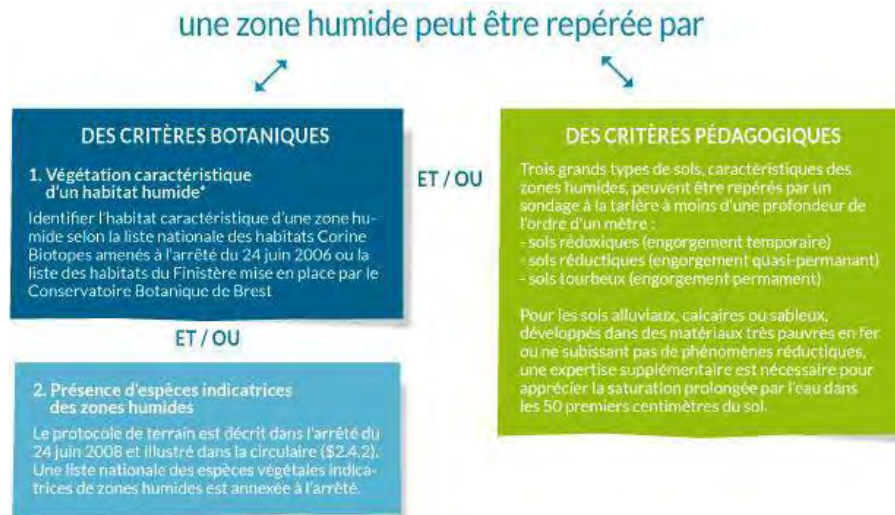 une zone humide peut être repérée par
DES CRITÈRES BOTANIQUES
1. Végétation caractéristique
d'un habitat humide*
Identifier l'habitat caractéristique d'une zone hu-
mide selon la liste nationale des habitats Corine
Biotopes amenés à l'arrêté du 24 juin 2006 ou la
liste des habitats du Finistère mise en place par le
Conservatoire Botanique de Brest
ET / OU
2. Présence d'espèces indicatrices
des zones humides
Le protocole de terrain est décrit dans l'arrêté du
24 juin 2008 et illustré dans la circulaire ($2.4.2).
Une liste nationale des espèces végétales indica-
trices de zones humides est annexée à l'arrêté.
ET / OU
DES CRITÈRES PÉDAGOGIQUES
Trois grands types de sols, caractéristiques des
zones humides, peuvent être repérés par un
sondage à la tarière à moins d'une profondeur de
l'ordre d'un mètre :
- sols rédoxiques (engorgement temporaire)
- sols réductiques (engorgement quasi-permanant)
- sols tourbeux (engorgement permament)
Pour les sols alluviaux, calcaires ou sableux,
développés dans des matériaux très pauvres en fer
ou ne subissant pas de phénomènes réductiques,
une expertise supplémentaire est nécessaire pour
apprécier la saturation prolongée par l'eau dans
les 50 premiers centimètres du sol.